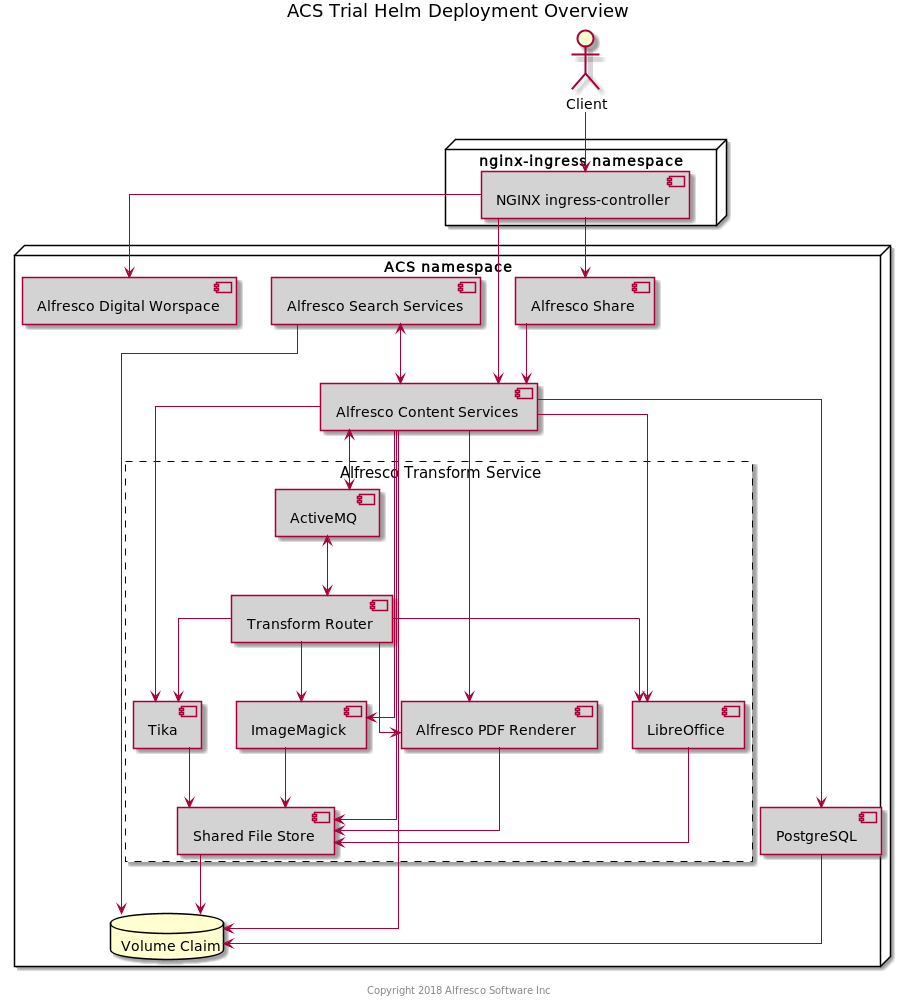 ACS Trial Helm Deployment Overview
Client
nginx-ingress namespace
NGINX ingress-controller
ACS namespace
Alfresco Digital Worspace
Alfresco Search Services
Alfresco Share
Alfresco Content Services
Alfresco Transform Service
ActiveMQ
Transform Router
Tika
ImageMagick
Alfresco PDF Renderer
LibreOffice
Shared File Store
PostgreSQL
Volume Claim
Copyright 2018 Alfresco Software Inc